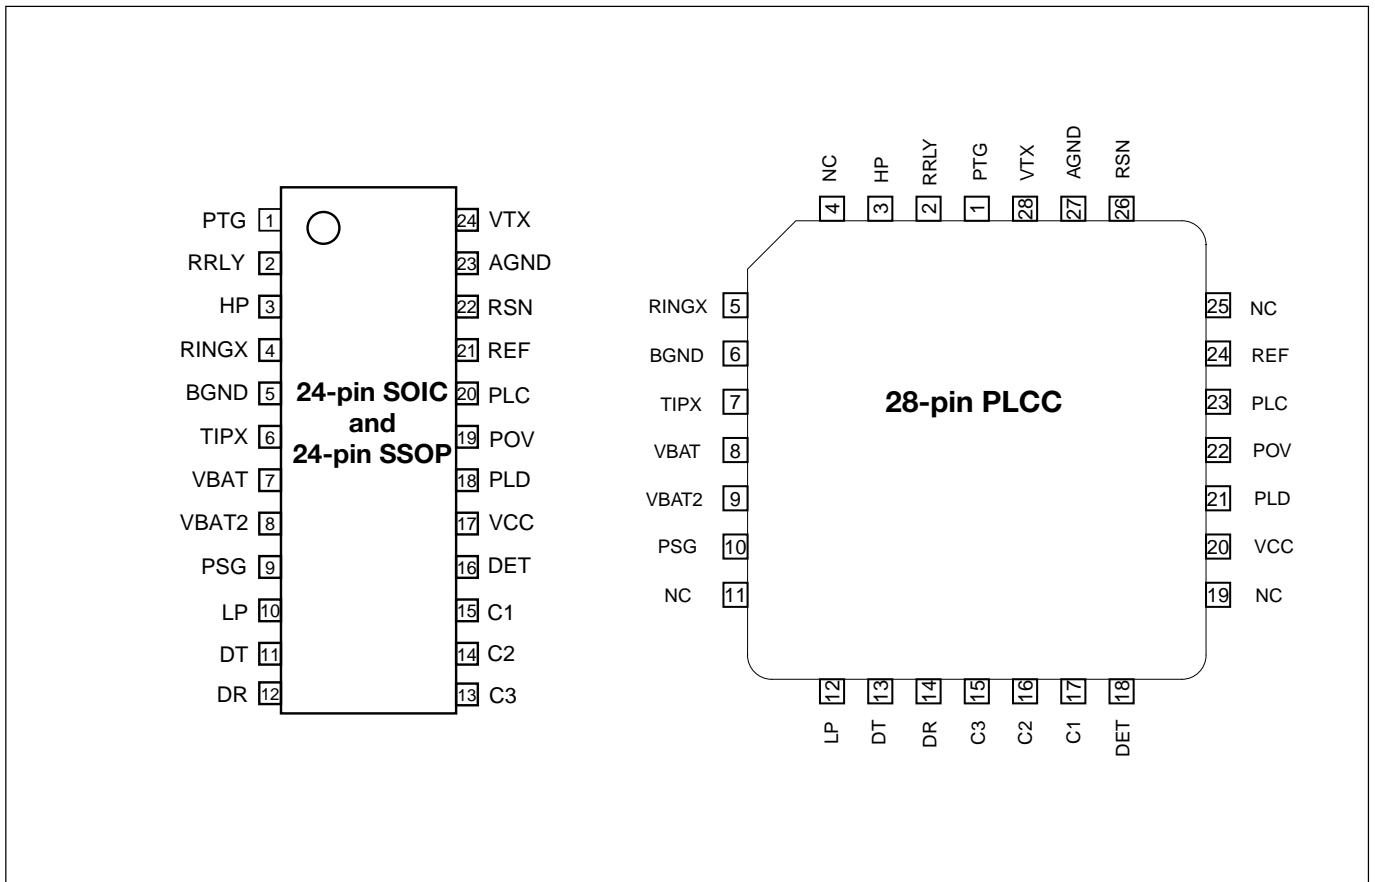 PTG 1
RRLY 2
HP 3
RINGX 4
BGND 5
TIPX 6
VBAT 7
VBAT2 8
PSG 9
LP 10
DT 11
DR 12
24-pin SOIC
and
24-pin SSOP
24 VTX
23 AGND
22 RSN
21 REF
20 PLC
19 POV
18 PLD
17 VCC
16 DET
15 C1
14 C2
13 C3
NC
HP
RRLY
PTG
VTX
AGND
RSN
4
3
2
1
28
27
26
RINGX 5
BGND 6
TIPX 7
VBAT 8
VBAT2 9
PSG 10
NC 11
28-pin PLCC
25 NC
24 REF
23 PLC
22 POV
21 PLD
20 VCC
19 NC
12
13
14
15
16
17
18
LP
DT
DR
C3
C2
C1
DET